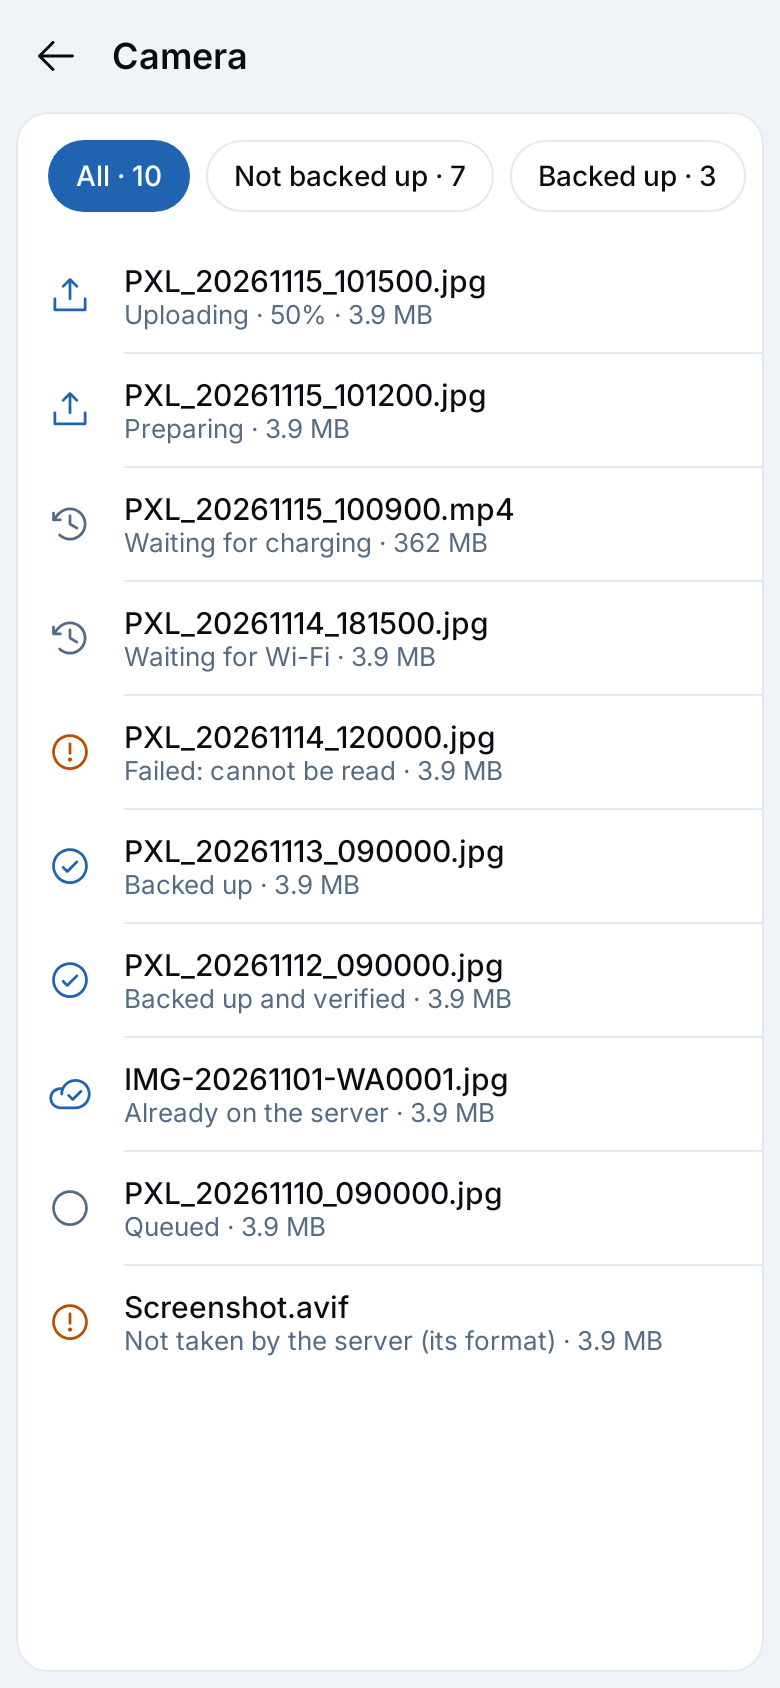 Camera
All · 10
Not backed up · 7
Backed up · 3
PXL_20261115_101500.jpg
Uploading · 50% · 3.9 MB
PXL_20261115_101200.jpg
Preparing · 3.9 MB
PXL_20261115_100900.mp4
Waiting for charging · 362 MB
PXL_20261114_181500.jpg
Waiting for Wi-Fi · 3.9 MB
PXL_20261114_120000.jpg
Failed: cannot be read · 3.9 MB
PXL_20261113_090000.jpg
Backed up · 3.9 MB
PXL_20261112_090000.jpg
Backed up and verified · 3.9 MB
IMG-20261101-WA0001.jpg
Already on the server · 3.9 MB
PXL_20261110_090000.jpg
Queued · 3.9 MB
Screenshot.avif
Not taken by the server (its format) · 3.9 MB